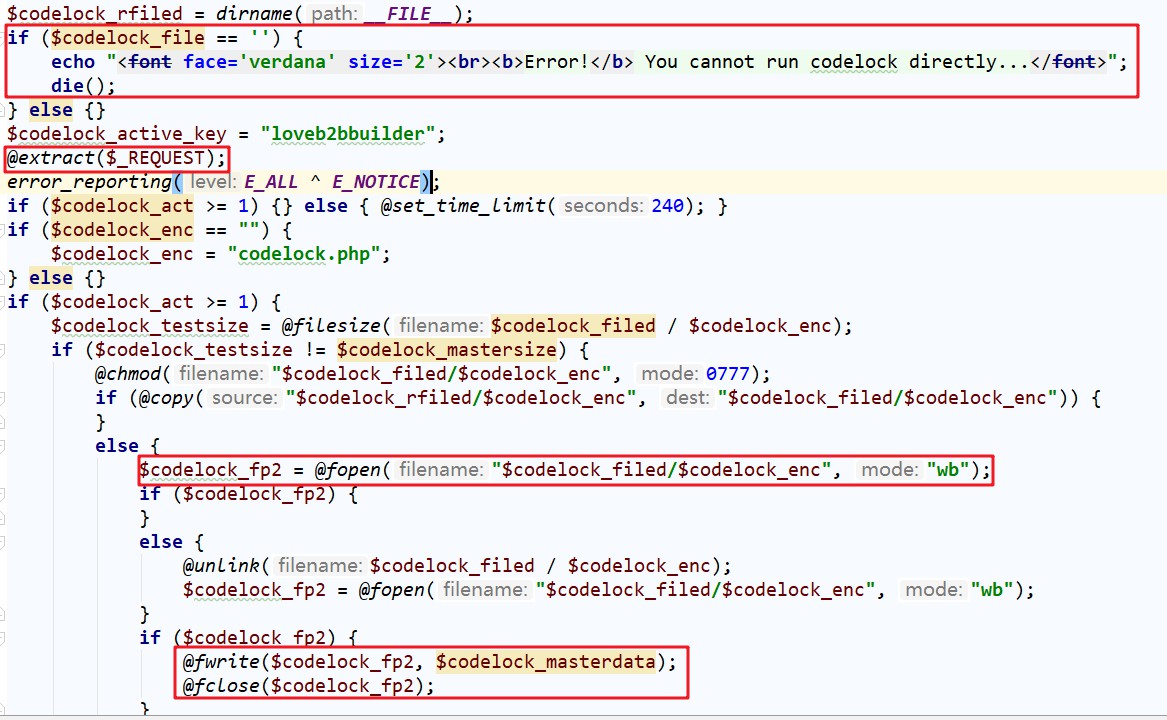 $codelock_rfiled = dirname( path: __FILE__);
if ($codelock_file == '') {
    echo "<font face='verdana' size='2'><br><b>Error!</b> You cannot run codelock directly...</font>";
    die();
} else {}
$codelock_active_key = "loveb2bbuilder";
@extract($_REQUEST);
error_reporting( level: E_ALL ^ E_NOTICE);
if ($codelock_act >= 1) {} else { @set_time_limit( seconds: 240); }
if ($codelock_enc == "") {
    $codelock_enc = "codelock.php";
} else {}
if ($codelock_act >= 1) {
    $codelock_testsize = @filesize( filename: $codelock_filed / $codelock_enc);
    if ($codelock_testsize != $codelock_mastersize) {
        @chmod( filename: "$codelock_filed/$codelock_enc", mode: 0777);
        if (@copy( source: "$codelock_rfiled/$codelock_enc", dest: "$codelock_filed/$codelock_enc")) {
        }
        else {
            $codelock_fp2 = @fopen( filename: "$codelock_filed/$codelock_enc", mode: "wb");
            if ($codelock_fp2) {
            }
            else {
                @unlink( filename: $codelock_filed / $codelock_enc);
                $codelock_fp2 = @fopen( filename: "$codelock_filed/$codelock_enc", mode: "wb");
            }
            if ($codelock_fp2) {
                @fwrite($codelock_fp2, $codelock_masterdata);
                @fclose($codelock_fp2);
            }